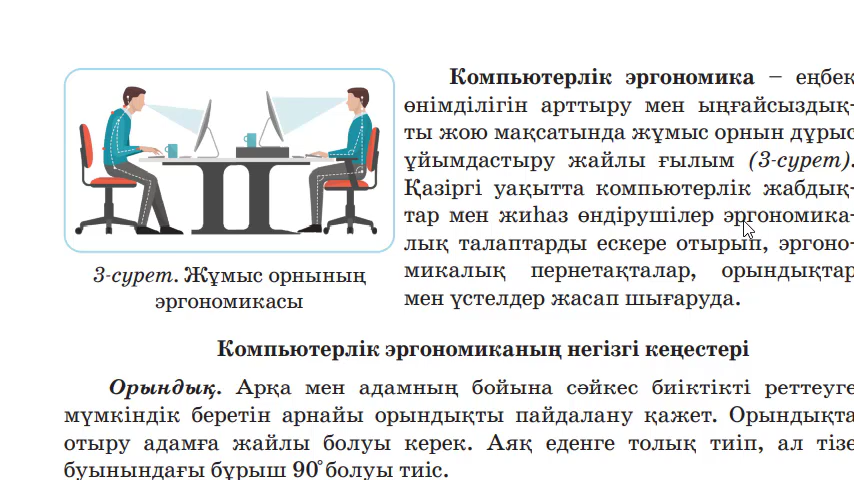 Компьютерлік эргономика – еңбек
өнімділігін арттыру мен ыңғайсыздық-
ты жою мақсатында жұмыс орнын дұрыс
ұйымдастыру жайлы ғылым (3-сурет).
Қазіргі уақытта компьютерлік жабдық-
тар мен жиһаз өндірушілер эргономика-
лық талаптарды ескере отырып, эргоно-
микалық пернетақталар, орындықтар
мен үстелдер жасап шығаруда.
3-сурет. Жұмыс орнының
эргономикасы
Компьютерлік эргономиканың негізгі кеңестері
Орындық. Арқа мен адамның бойына сәйкес биіктікті реттеуге
мүмкіндік беретін арнайы орындықты пайдалану қажет. Орындықта
отыру адамға жайлы болуы керек. Аяқ еденге толық тиіп, ал тізе
буынындағы бұрыш 90° болуы тиіс.